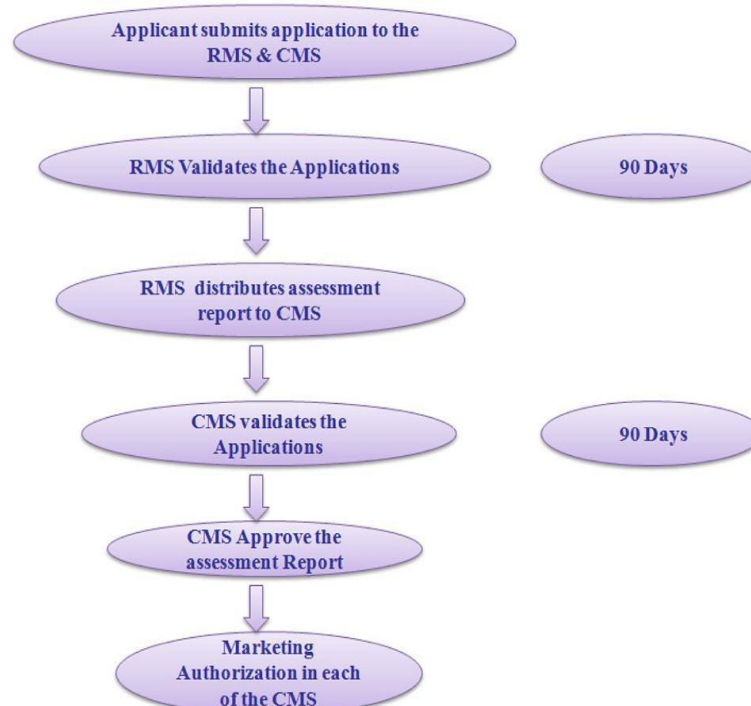 Applicant submits application to the
RMS & CMS
RMS Validates the Applications
90 Days
RMS distributes assessment
report to CMS
CMS validates the
Applications
90 Days
CMS Approve the
assessment Report
Marketing
Authorization in each
of the CMS